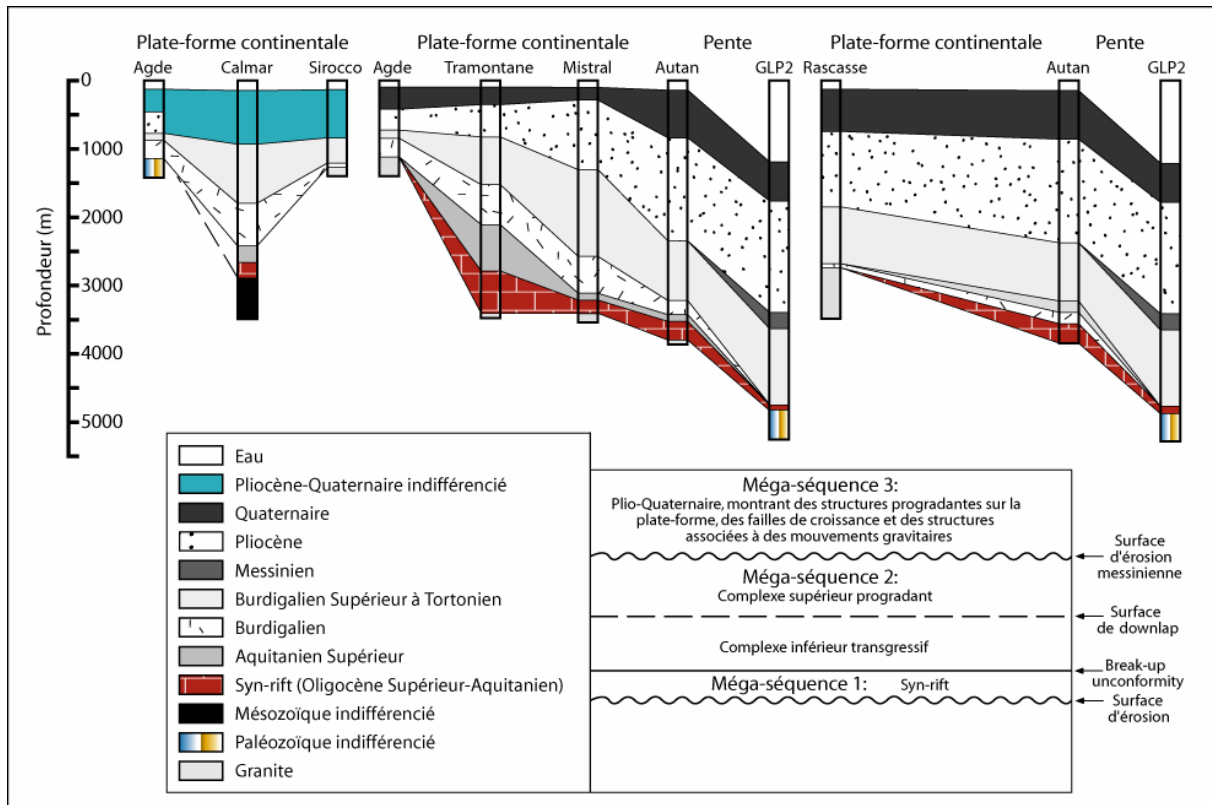 Plate-forme continentale
Agde Calmar Sirocco
Plate-forme continentale Pente
Agde Tramontane Mistral Autan GLP2
Plate-forme continentale Pente
Rascasse Autan GLP2
Profondeur (m)
0
1000
2000
3000
4000
5000
Eau
Pliocène-Quaternaire indifférencié
Quaternaire
Pliocène
Messinien
Burdigalien Supérieur à Tortonien
Burdigalien
Aquitanien Supérieur
Syn-rift (Oligocène Supérieur-Aquitanien)
Mésozoïque indifférencié
Paléozoïque indifférencié
Granite
Méga-séquence 3:
Plio-Quaternaire, montrant des structures progradantes sur la
plate-forme, des failles de croissance et des structures
associées à des mouvements gravitaires
Surface
d'érosion
messinienne
Méga-séquence 2:
Complexe supérieur progradant
Surface
de downlap
Complexe inférieur transgressif
Break-up
unconformity
Méga-séquence 1: Syn-rift
Surface
d'érosion